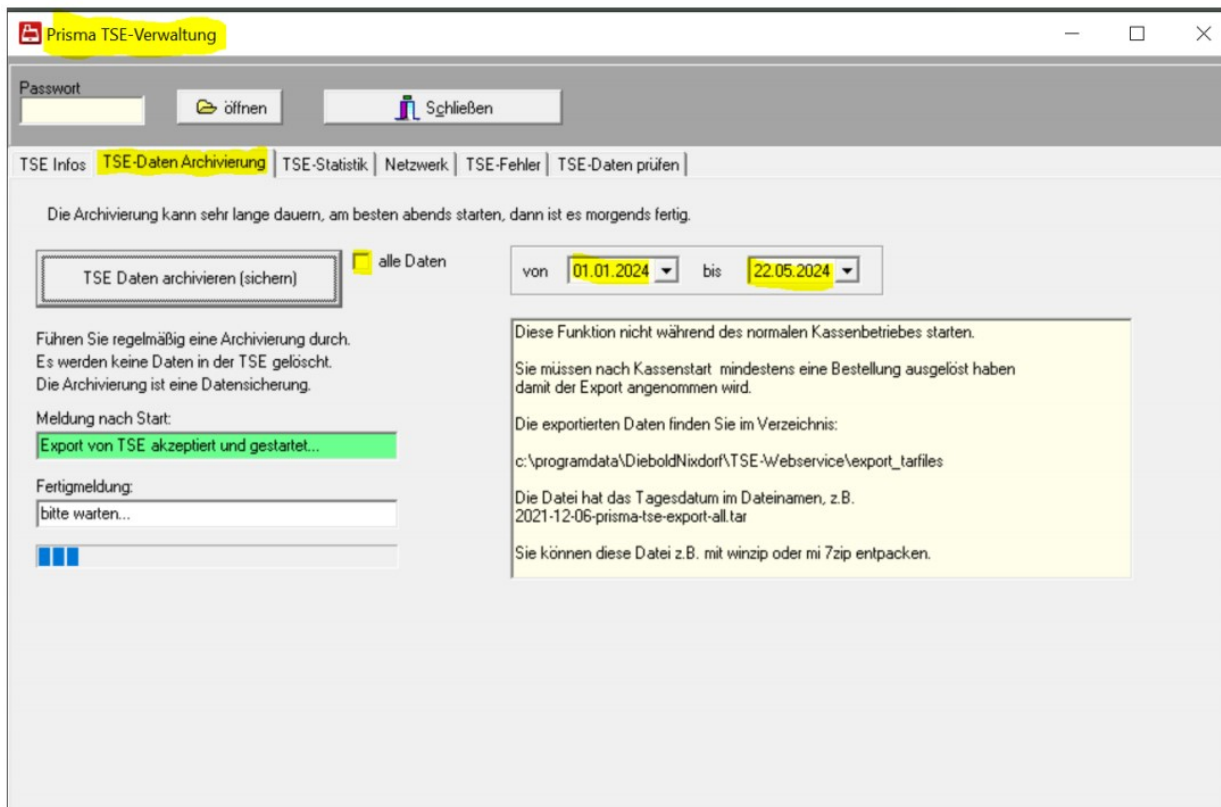 Prisma TSE-Verwaltung
Passwort
öffnen
Schließen
TSE Infos
TSE-Daten Archivierung
TSE-Statistik
Netzwerk
TSE-Fehler
TSE-Daten prüfen
Die Archivierung kann sehr lange dauern, am besten abends starten, dann ist es morgends fertig.
TSE Daten archivieren (sichern)
alle Daten
von 01.01.2024 bis 22.05.2024
Führen Sie regelmäßig eine Archivierung durch.
Es werden keine Daten in der TSE gelöscht.
Die Archivierung ist eine Datensicherung.
Meldung nach Start:
Export von TSE akzeptiert und gestartet...
Fertigmeldung:
bitte warten...
Diese Funktion nicht während des normalen Kassenbetriebes starten.
Sie müssen nach Kassenstart mindestens eine Bestellung ausgelöst haben
damit der Export angenommen wird.
Die exportierten Daten finden Sie im Verzeichnis:
c:\programdata\DieboldNixdorf\TSE-Webservice\export_tarfiles
Die Datei hat das Tagesdatum im Dateinamen, z.B.
2021-12-06-prisma-tse-export-all.tar
Sie können diese Datei z.B. mit winzip oder mi 7zip entpacken.